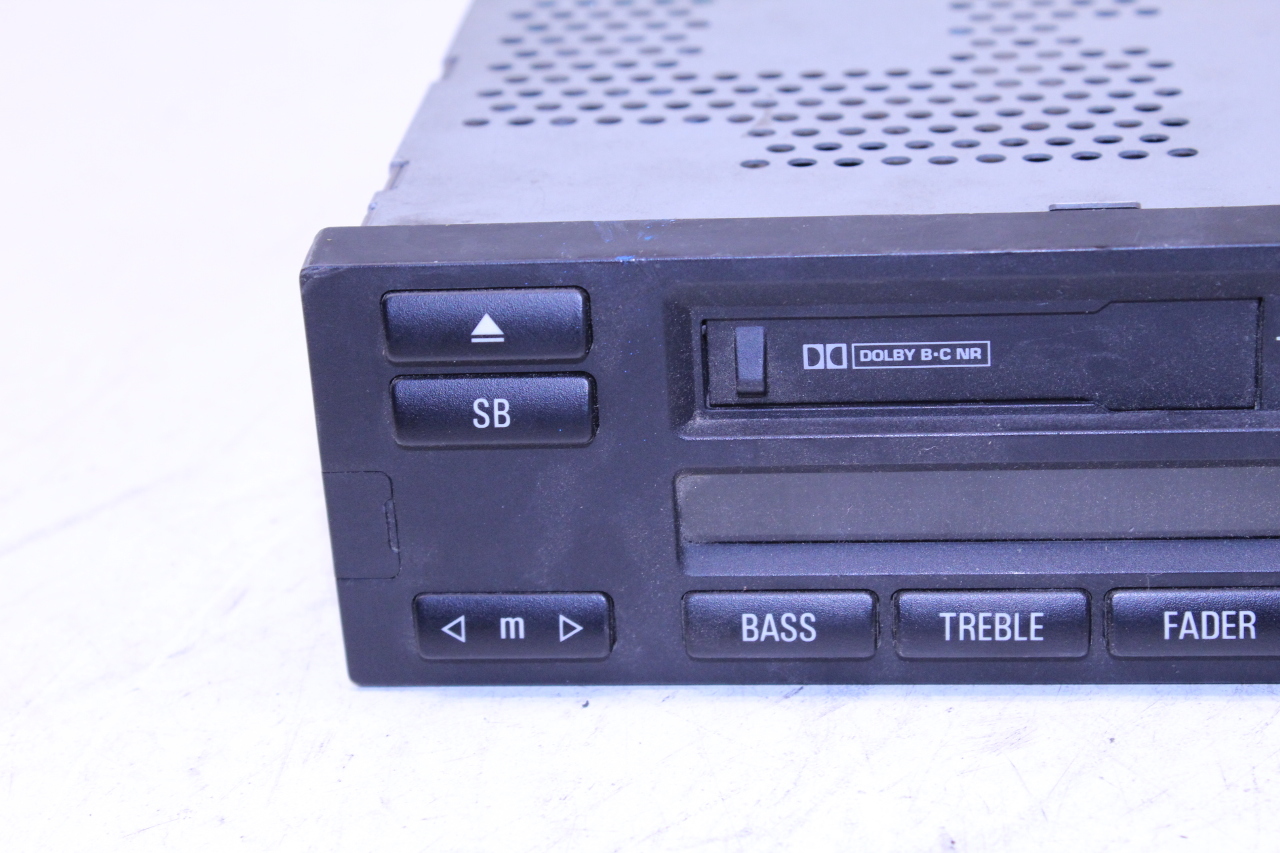 DOLBY B·C NR
SB
◁ m ▷
BASS
TREBLE
FADER